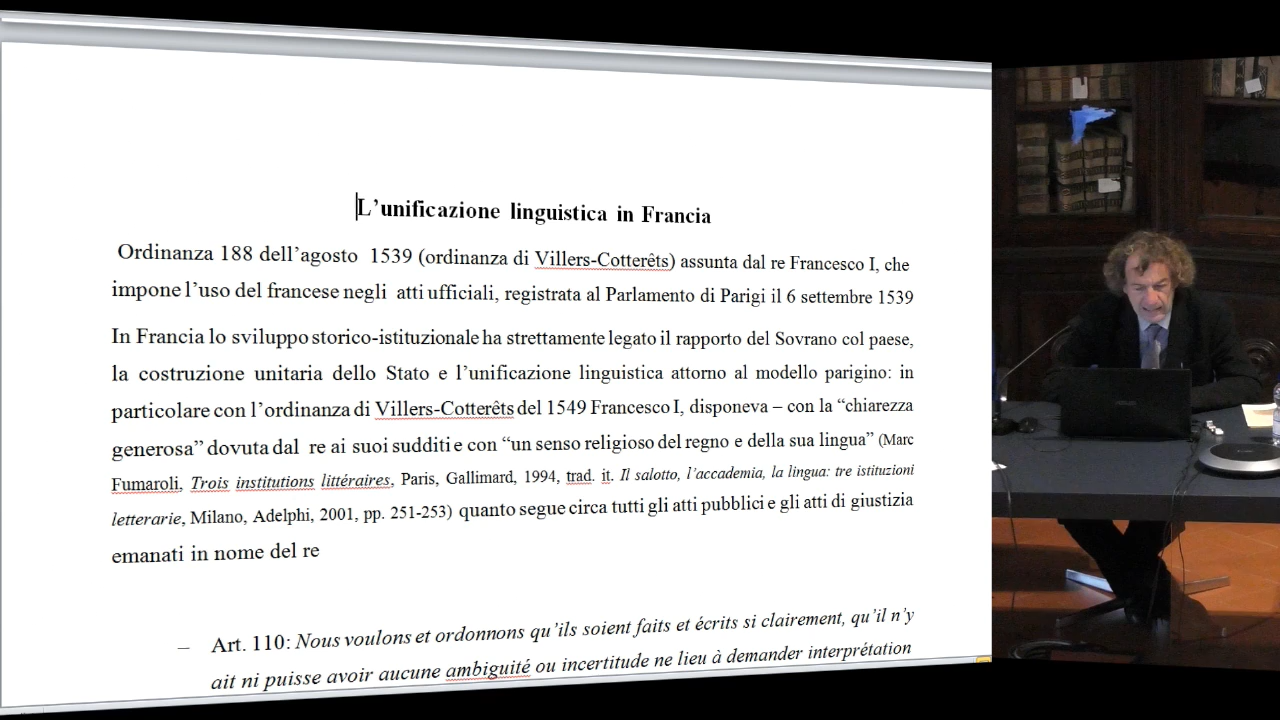 L’unificazione linguistica in Francia
Ordinanza 188 dell’agosto 1539 (ordinanza di Villers-Cotterêts) assunta dal re Francesco I, che
impone l’uso del francese negli atti ufficiali, registrata al Parlamento di Parigi il 6 settembre 1539
In Francia lo sviluppo storico-istituzionale ha strettamente legato il rapporto del Sovrano col paese,
la costruzione unitaria dello Stato e l’unificazione linguistica attorno al modello parigino: in
particolare con l’ordinanza di Villers-Cotterêts del 1549 Francesco I, disponeva – con la “chiarezza
generosa” dovuta dal re ai suoi sudditi e con “un senso religioso del regno e della sua lingua” (Marc
Fumaroli, Trois institutions littéraires, Paris, Gallimard, 1994, trad. it. Il salotto, l’accademia, la lingua: tre istituzioni
letterarie, Milano, Adelphi, 2001, pp. 251-253) quanto segue circa tutti gli atti pubblici e gli atti di giustizia
emanati in nome del re
– Art. 110: Nous voulons et ordonnons qu’ils soient faits et écrits si clairement, qu’il n’y
ait ni puisse avoir aucune ambiguité ou incertitude ne lieu à demander interprétation